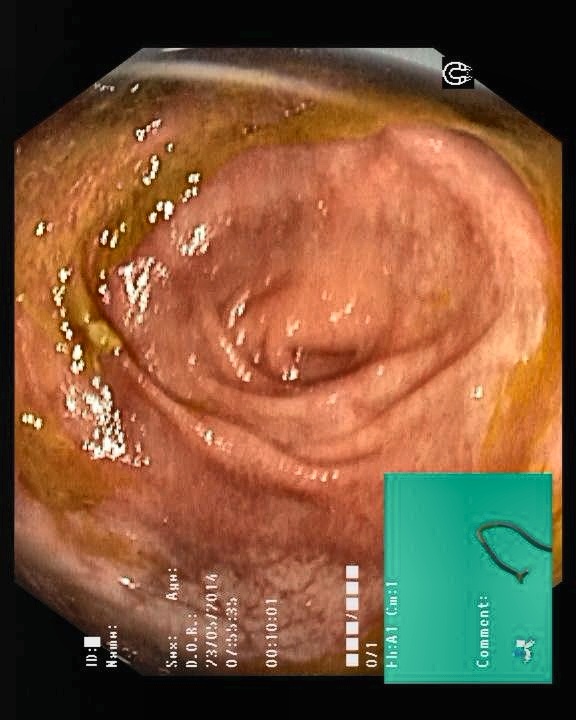 ID:
Name:
Sex: Age:
D.O.B.:
23/05/2014
07:55:35
00:10:01
0/1
Eh:A1 Cm:1
Comment: